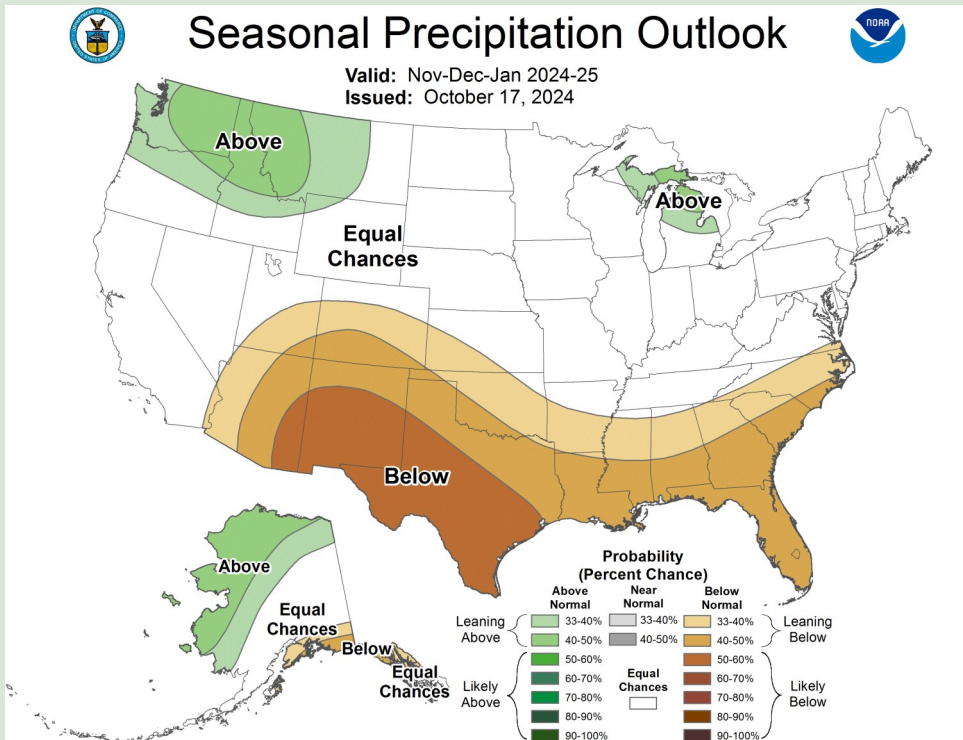 Seasonal Precipitation Outlook
NOAA
Valid: Nov-Dec-Jan 2024-25
Issued: October 17, 2024
Above
Above
Equal
Chances
Below
Above
Equal
Chances
Below
Equal
Chances
Probability
(Percent Chance)
Above
Normal
Near
Normal
Below
Normal
Leaning
Above
33-40%
33-40%
33-40%
Leaning
Below
40-50%
40-50%
40-50%
Likely
Above
50-60%
60-70%
70-80%
80-90%
90-100%
Equal
Chances
50-60%
60-70%
70-80%
80-90%
90-100%
Likely
Below